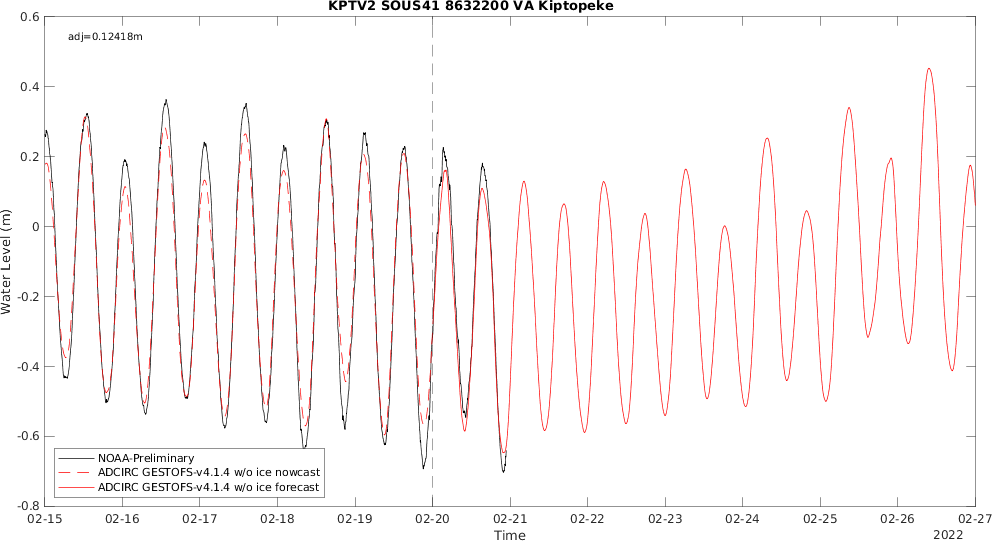 KPTV2 SOUS41 8632200 VA Kiptopeke
adj=0.12418m
0.6
0.4
0.2
0
-0.2
-0.4
-0.6
-0.8
Water Level (m)
NOAA-Preliminary
ADCIRC GESTOFS-v4.1.4 w/o ice nowcast
ADCIRC GESTOFS-v4.1.4 w/o ice forecast
02-15 02-16 02-17 02-18 02-19 02-20 02-21 02-22 02-23 02-24 02-25 02-26 02-27
Time
2022